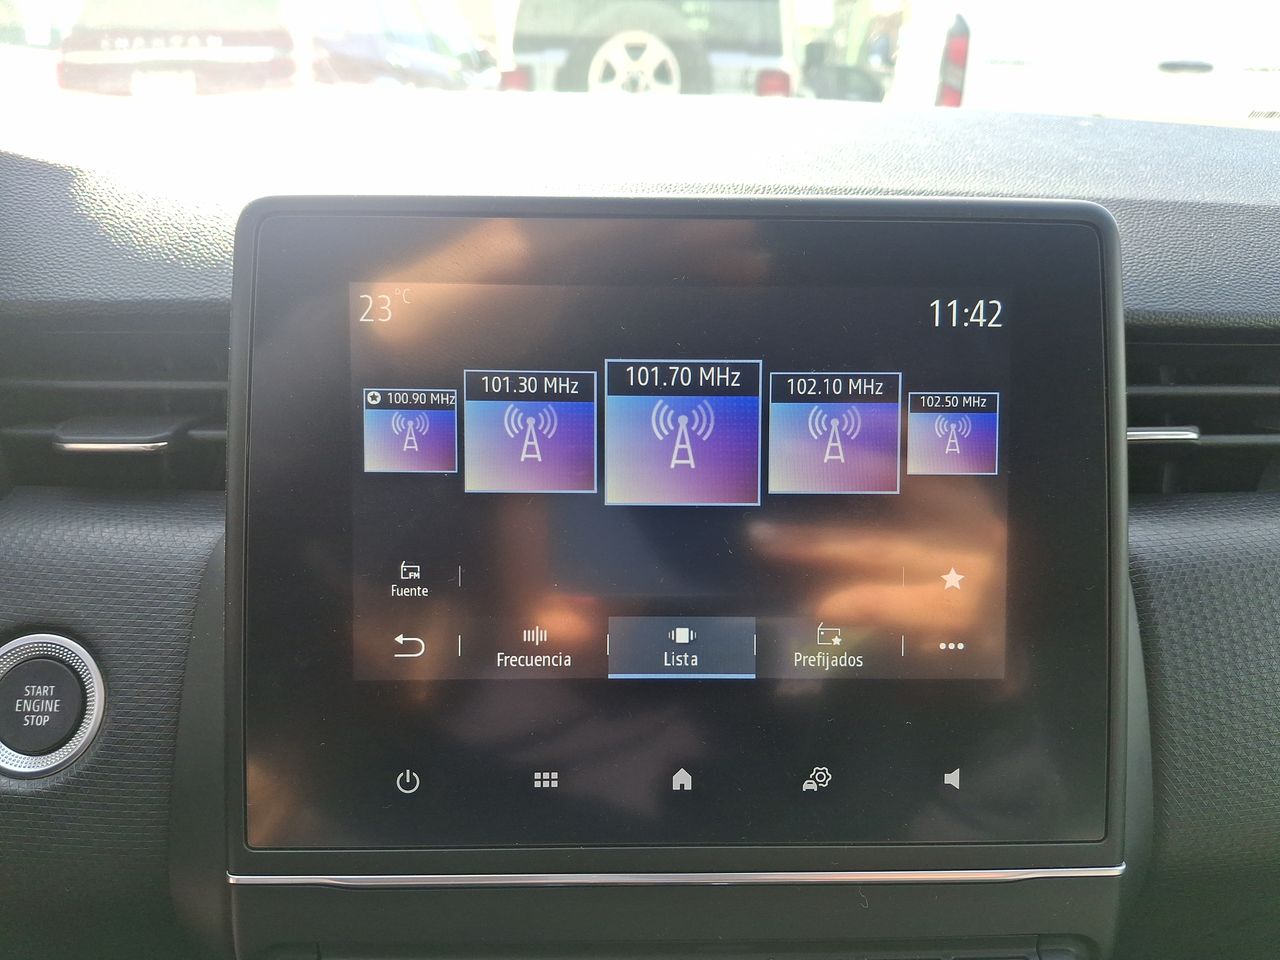 23°C
11:42
100.90 MHz
101.30 MHz
101.70 MHz
102.10 MHz
102.50 MHz
FM
Fuente
Frecuencia
Lista
Prefijados
START
ENGINE
STOP